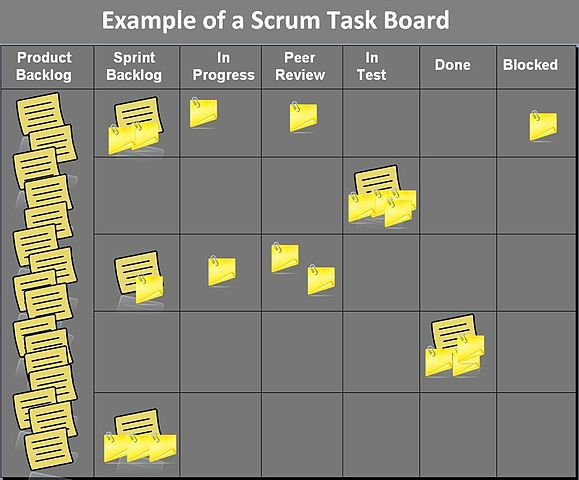 Example of a Scrum Task Board
Product Backlog
Sprint Backlog
In Progress
Peer Review
In Test
Done
Blocked